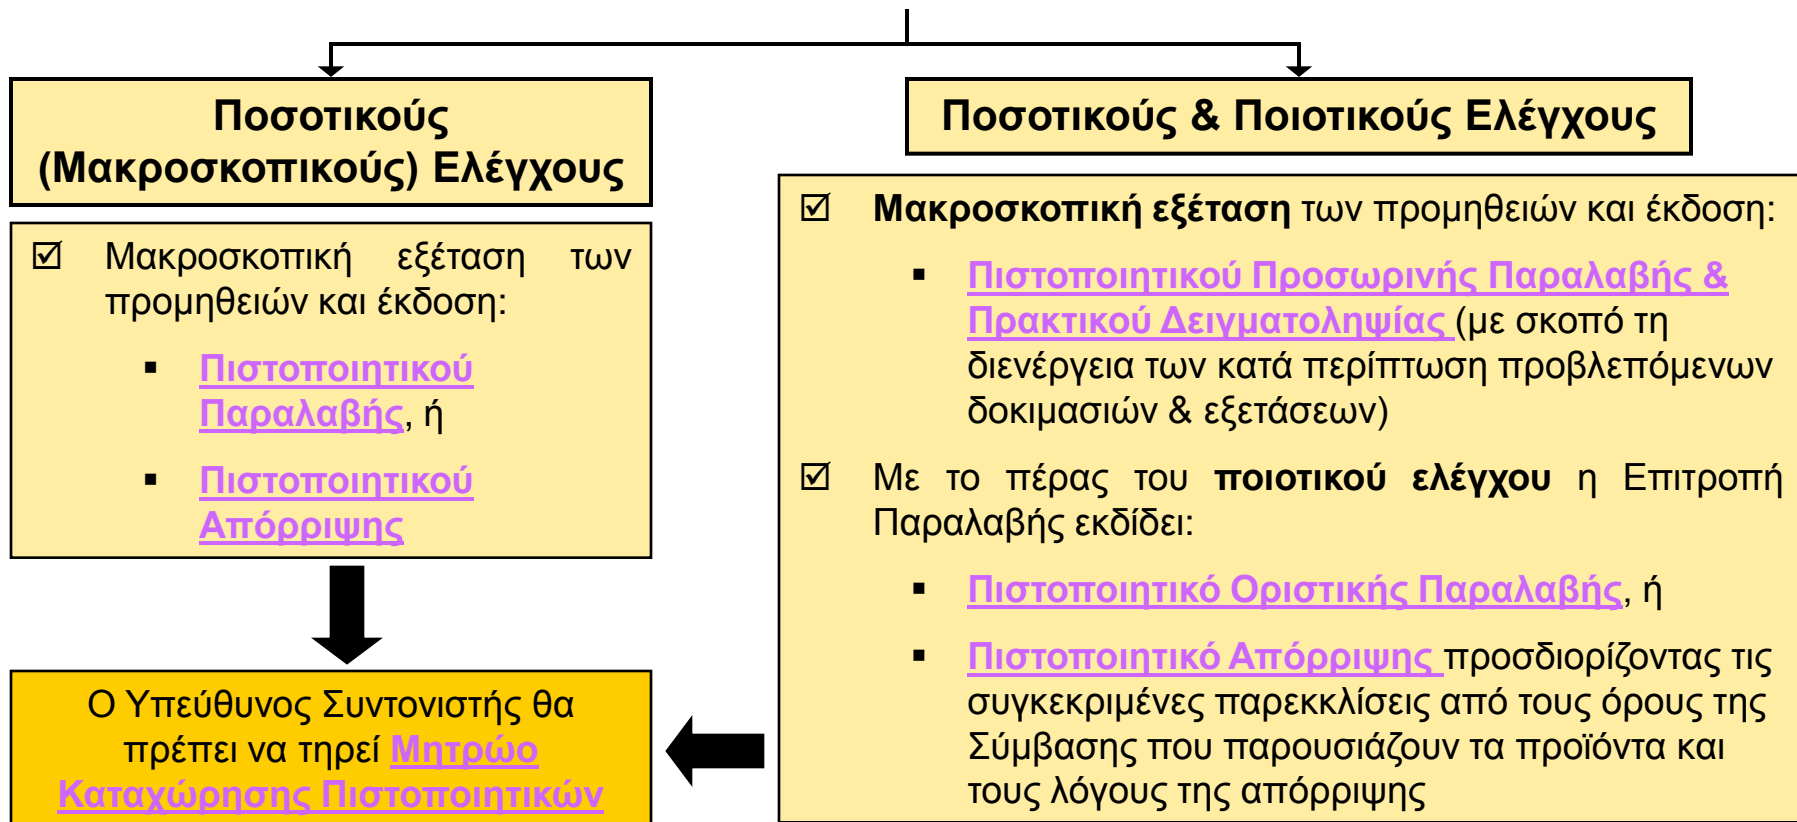 Ποσοτικούς
(Μακροσκοπικούς) Ελέγχους
☑ Μακροσκοπική εξέταση των
προμηθειών και έκδοση:
▪ Πιστοποιητικού
Παραλαβής, ή
▪ Πιστοποιητικού
Απόρριψης
Ο Υπεύθυνος Συντονιστής θα
πρέπει να τηρεί Μητρώο
Καταχώρησης Πιστοποιητικών
Ποσοτικούς & Ποιοτικούς Ελέγχους
☑ Μακροσκοπική εξέταση των προμηθειών και έκδοση:
▪ Πιστοποιητικού Προσωρινής Παραλαβής &
Πρακτικού Δειγματοληψίας (με σκοπό τη
διενέργεια των κατά περίπτωση προβλεπόμενων
δοκιμασιών & εξετάσεων)
☑ Με το πέρας του ποιοτικού ελέγχου η Επιτροπή
Παραλαβής εκδίδει:
▪ Πιστοποιητικό Οριστικής Παραλαβής, ή
▪ Πιστοποιητικό Απόρριψης προσδιορίζοντας τις
συγκεκριμένες παρεκκλίσεις από τους όρους της
Σύμβασης που παρουσιάζουν τα προϊόντα και
τους λόγους της απόρριψης